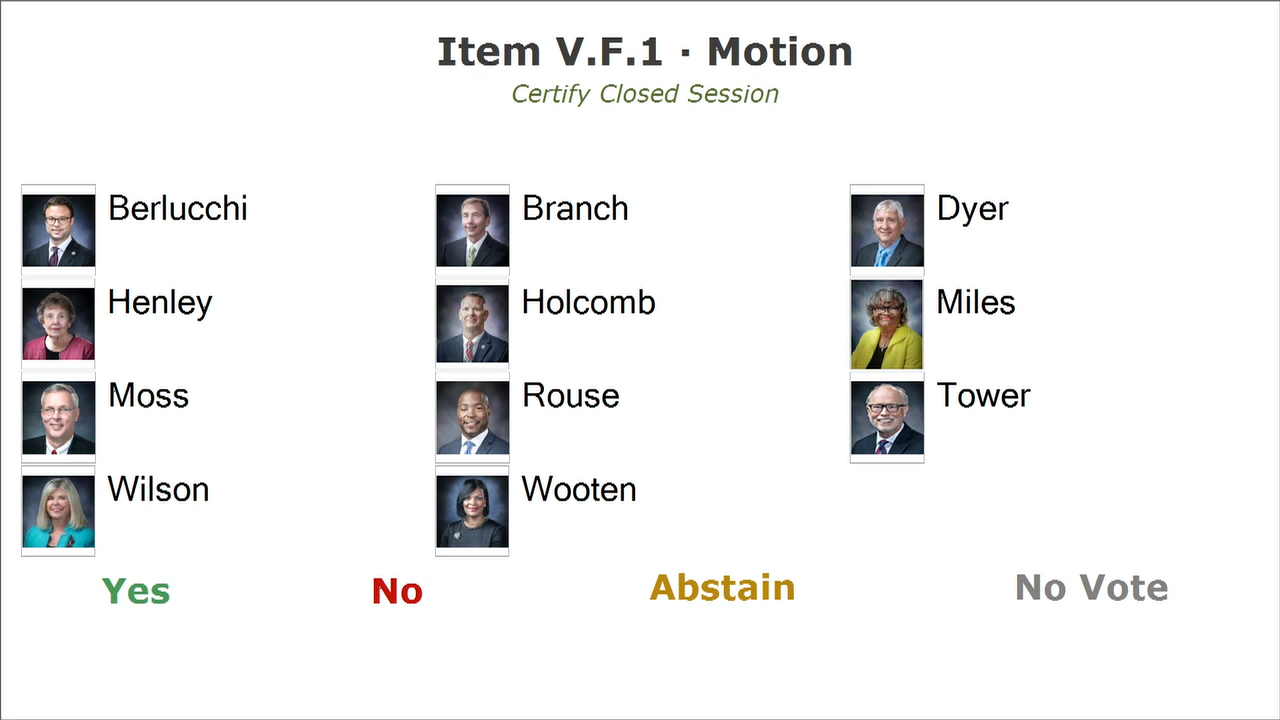 Item V.F.1 · Motion
Certify Closed Session
Berlucchi
Branch
Dyer
Henley
Holcomb
Miles
Moss
Rouse
Tower
Wilson
Wooten
Yes
No
Abstain
No Vote